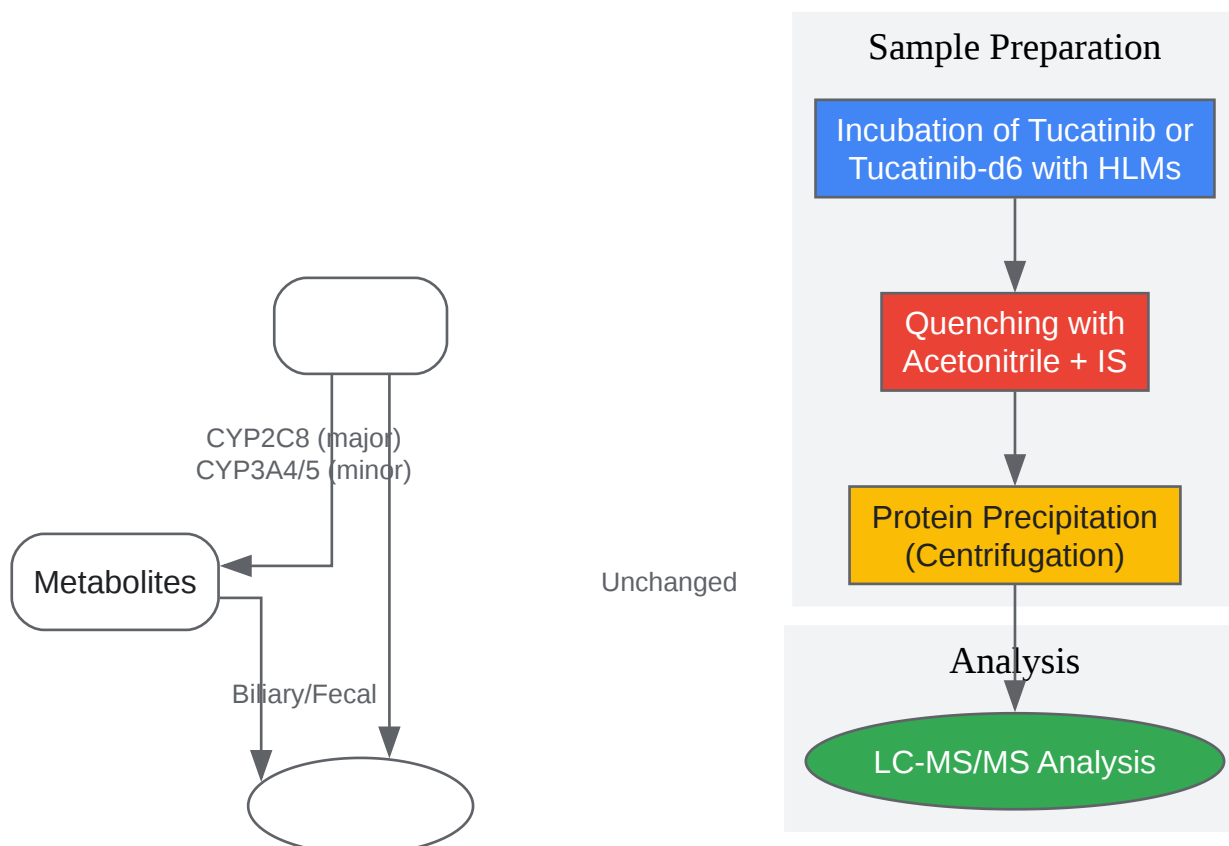 Sample Preparation
Incubation of Tucatinib or
Tucatinib-d6 with HLMs
Quenching with
Acetonitrile + IS
Protein Precipitation
(Centrifugation)
Analysis
LC-MS/MS Analysis
CYP2C8 (major)
CYP3A4/5 (minor)
Metabolites
Unchanged
Biliary/Fecal